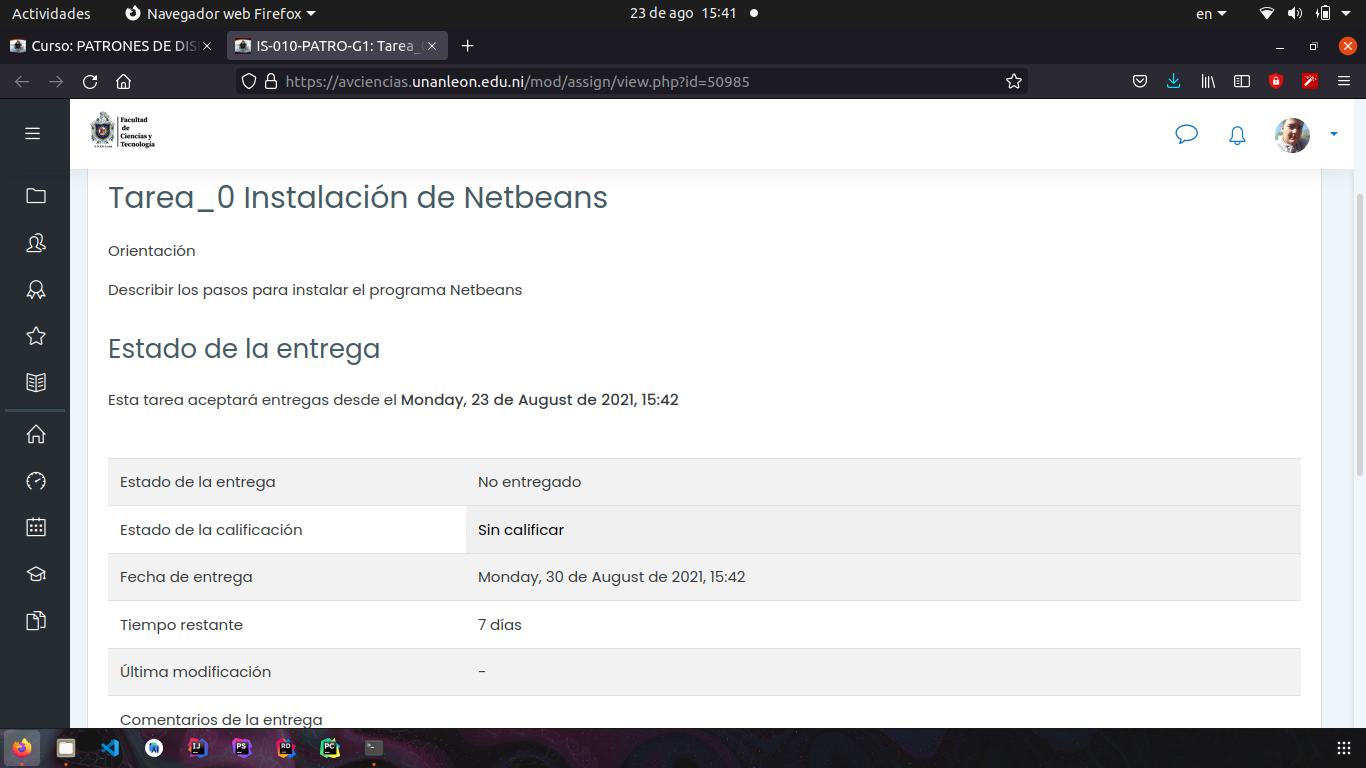 Actividades Navegador web Firefox 23 de ago 15:41 en
Curso: PATRONES DE DIS IS-010-PATRO-G1: Tarea_
https://avciencias.unanleon.edu.ni/mod/assign/view.php?id=50985
Facultad
de
Ciencias y
Tecnología
Tarea_0 Instalación de Netbeans
Orientación
Describir los pasos para instalar el programa Netbeans
Estado de la entrega
Esta tarea aceptará entregas desde el Monday, 23 de August de 2021, 15:42
Estado de la entrega No entregado
Estado de la calificación Sin calificar
Fecha de entrega Monday, 30 de August de 2021, 15:42
Tiempo restante 7 días
Última modificación -
Comentarios de la entrega
IJ PS RD PC